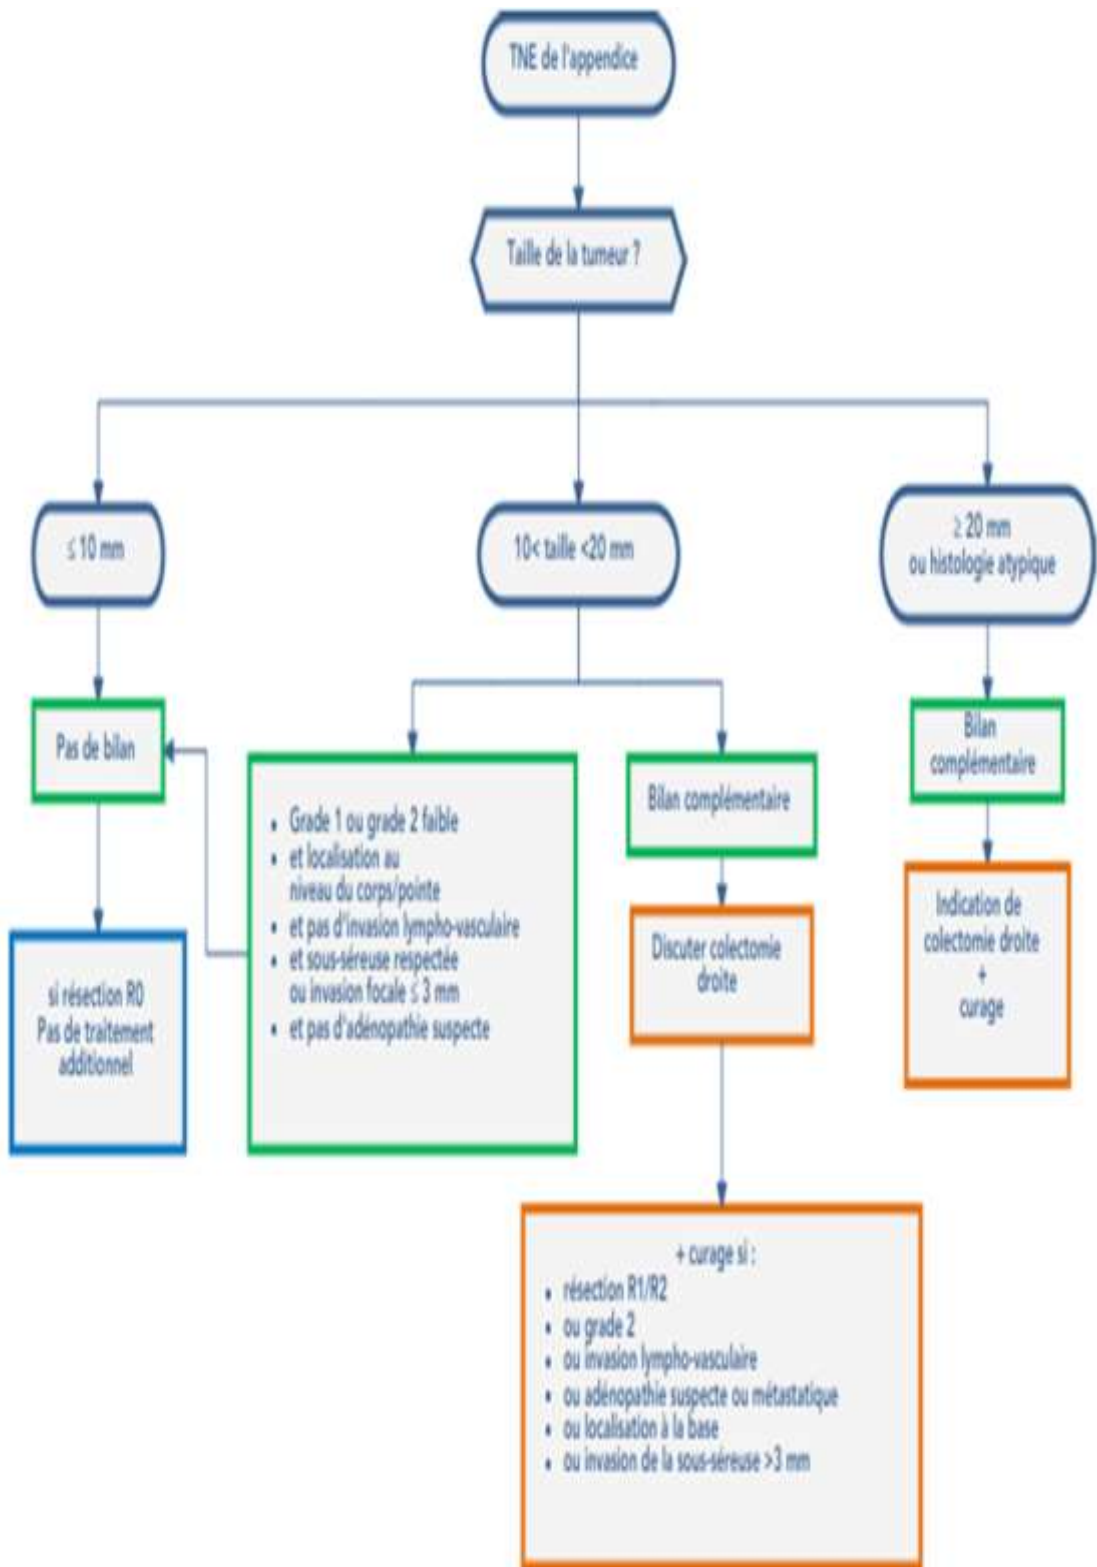 TNE de l'appendice
Taille de la tumeur ?
≤ 10 mm
10< taille <20 mm
≥ 20 mm
ou histologie atypique
Pas de bilan
• Grade 1 ou grade 2 faible
• et localisation au
niveau du corps/pointe
• et pas d'invasion lympho-vasculaire
• et sous-séreuse respectée
ou invasion focale ≤ 3 mm
• et pas d'adénopathie suspecte
Bilan complémentaire
Bilan
complémentaire
si résection R0
Pas de traitement
additionnel
Discuter colectomie
droite
Indication de
colectomie droite
+
curage
+ curage si :
• résection R1/R2
• ou grade 2
• ou invasion lympho-vasculaire
• ou adénopathie suspecte ou métastatique
• ou localisation à la base
• ou invasion de la sous-séreuse >3 mm